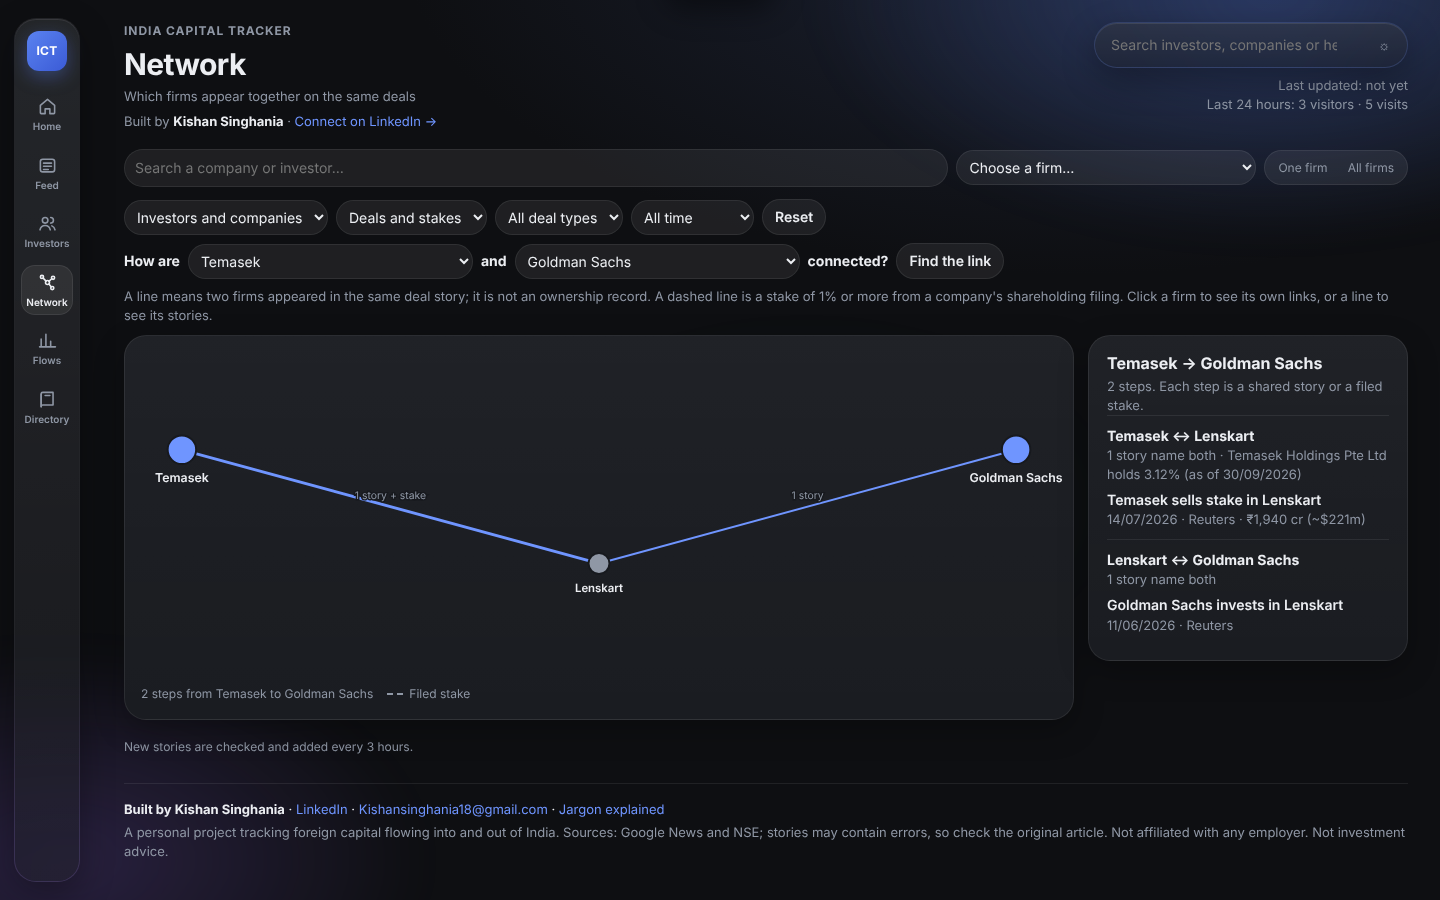 ICT
Home
Feed
Investors
Network
Flows
Directory
INDIA CAPITAL TRACKER
Network
Which firms appear together on the same deals
Built by Kishan Singhania · Connect on LinkedIn →
Search investors, companies or he
Last updated: not yet
Last 24 hours: 3 visitors · 5 visits
Search a company or investor...
Choose a firm...
One firm
All firms
Investors and companies
Deals and stakes
All deal types
All time
Reset
How are
Temasek
and
Goldman Sachs
connected?
Find the link
A line means two firms appeared in the same deal story; it is not an ownership record. A dashed line is a stake of 1% or more from a company's shareholding filing. Click a firm to see its own links, or a line to
see its stories.
Temasek
1 story + stake
Lenskart
1 story
Goldman Sachs
2 steps from Temasek to Goldman Sachs
Filed stake
Temasek → Goldman Sachs
2 steps. Each step is a shared story or a filed
stake.
Temasek ↔ Lenskart
1 story name both · Temasek Holdings Pte Ltd
holds 3.12% (as of 30/09/2026)
Temasek sells stake in Lenskart
14/07/2026 · Reuters · ₹1,940 cr (~$221m)
Lenskart ↔ Goldman Sachs
1 story name both
Goldman Sachs invests in Lenskart
11/06/2026 · Reuters
New stories are checked and added every 3 hours.
Built by Kishan Singhania · LinkedIn · Kishansinghania18@gmail.com · Jargon explained
A personal project tracking foreign capital flowing into and out of India. Sources: Google News and NSE; stories may contain errors, so check the original article. Not affiliated with any employer. Not investment
advice.